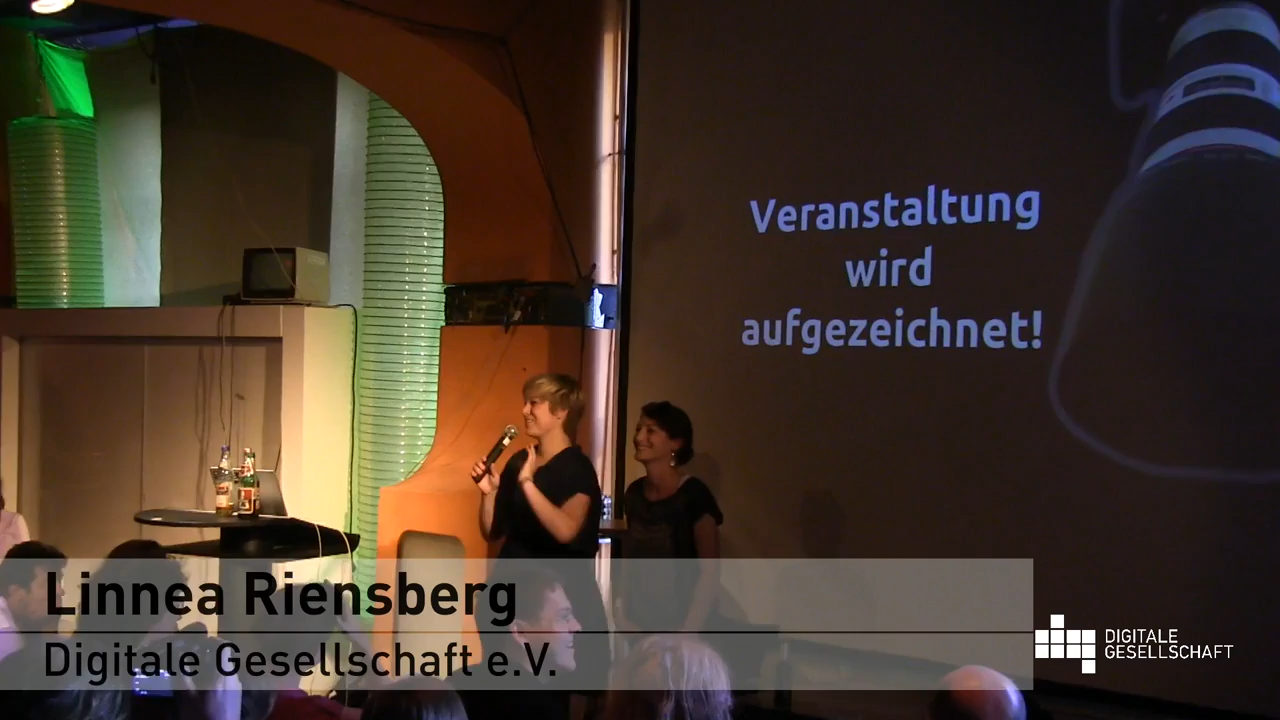 Veranstaltung
wird
aufgezeichnet!
Linnea Riensberg
Digitale Gesellschaft e.V.
DIGITALE
GESELLSCHAFT